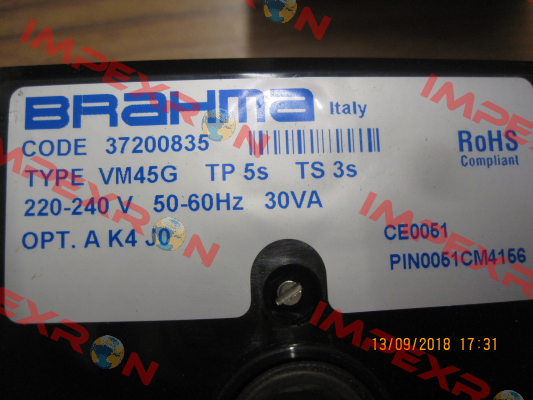 BRAHMA Italy
CODE 37200835
RoHS
Compliant
TYPE VM45G TP 5s TS 3s
220-240 V 50-60Hz 30VA
OPT. A K4 J0
CE0051
PIN0051CM4156
13/09/2018 17:31
IMPEXRON
IMPEXRON
IMPEXRON
IMPEXRON
IMPEXRON